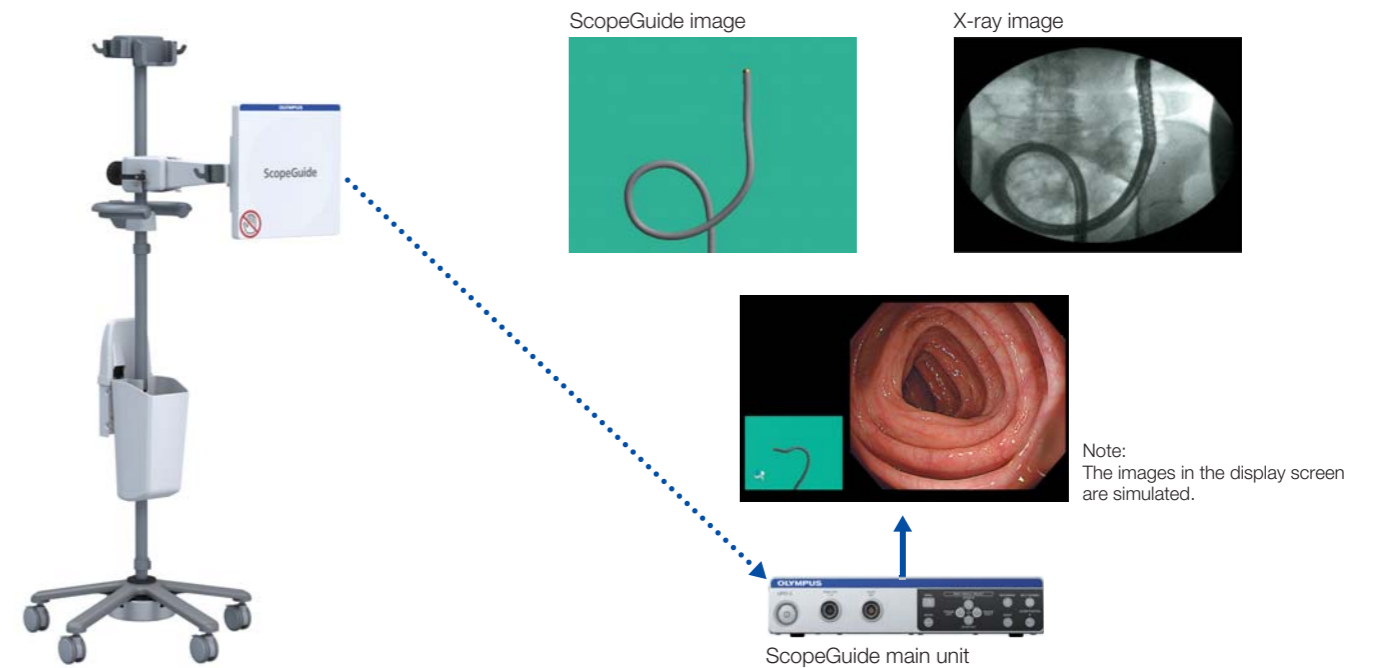 ScopeGuide image
X-ray image
OLYMPUS
ScopeGuide
Note:
The images in the display screen
are simulated.
OLYMPUS
ScopeGuide main unit